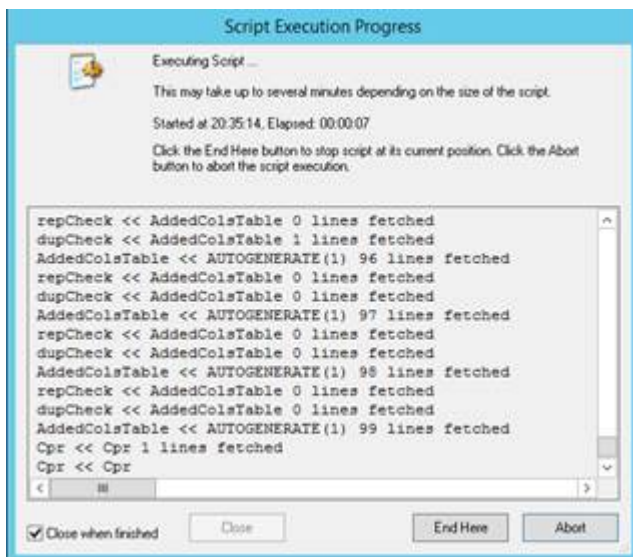 Script Execution Progress
Executing Script ...
This may take up to several minutes depending on the size of the script.
Started at 20:35:14, Elapsed: 00:00:07
Click the End Here button to stop script at its current position. Click the Abort
button to abort the script execution.
repCheck << AddedColsTable 0 lines fetched
dupCheck << AddedColsTable 1 lines fetched
AddedColsTable << AUTOGENERATE(1) 96 lines fetched
repCheck << AddedColsTable 0 lines fetched
dupCheck << AddedColsTable 0 lines fetched
AddedColsTable << AUTOGENERATE(1) 97 lines fetched
repCheck << AddedColsTable 0 lines fetched
dupCheck << AddedColsTable 0 lines fetched
AddedColsTable << AUTOGENERATE(1) 98 lines fetched
repCheck << AddedColsTable 0 lines fetched
dupCheck << AddedColsTable 0 lines fetched
AddedColsTable << AUTOGENERATE(1) 99 lines fetched
Cpr << Cpr 1 lines fetched
Cpr << Cpr
Close when finished
Close
End Here
Abort